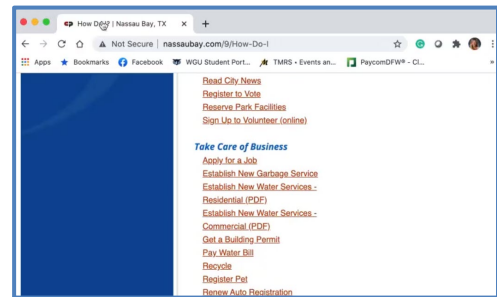 How Do I? | Nassau Bay, TX
Not Secure | nassaubay.com/9/How-Do-I
Apps Bookmarks Facebook WGU Student Port... TMRS • Events an... PaycomDFW® - Cl... »
Read City News
Register to Vote
Reserve Park Facilities
Sign Up to Volunteer (online)
Take Care of Business
Apply for a Job
Establish New Garbage Service
Establish New Water Services -
Residential (PDF)
Establish New Water Services -
Commercial (PDF)
Get a Building Permit
Pay Water Bill
Recycle
Register Pet
Renew Auto Registration